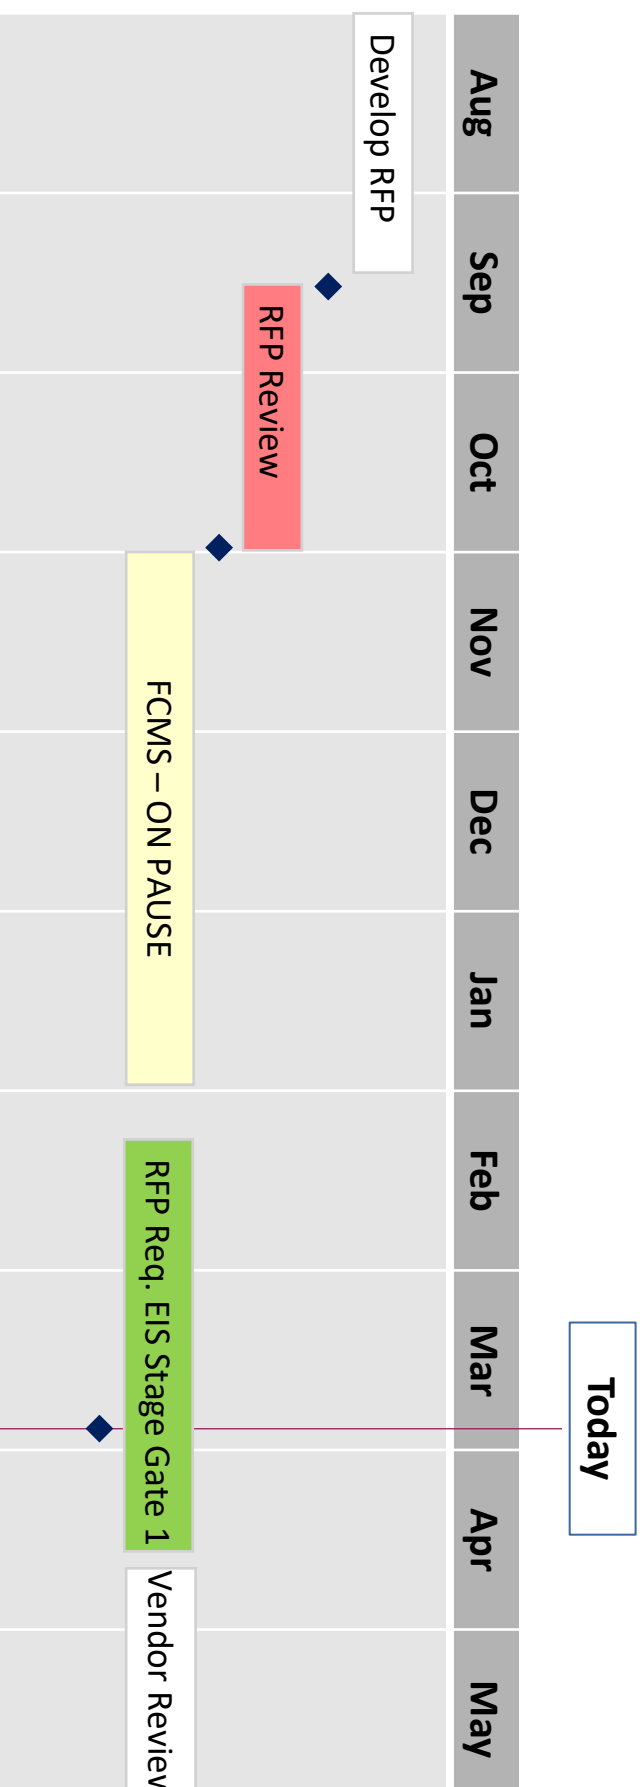 Today
Aug
Sep
Oct
Nov
Dec
Jan
Feb
Mar
Apr
May
Develop RFP
RFP Review
FCMS – ON PAUSE
RFP Req. EIS Stage Gate 1
Vendor Review